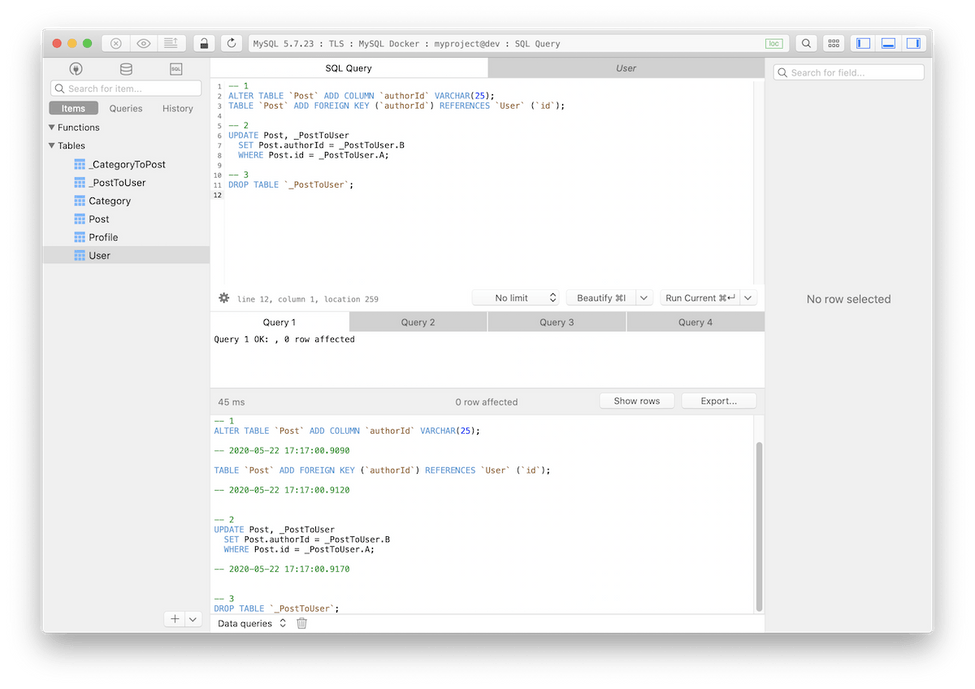 MySQL 5.7.23 : TLS : MySQL Docker : myproject@dev : SQL Query
loc
SQL
Search for item...
Items Queries History
Functions
Tables
_CategoryToPost
_PostToUser
Category
Post
Profile
User
SQL Query User
1 -- 1
2 ALTER TABLE `Post` ADD COLUMN `authorId` VARCHAR(25);
3 TABLE `Post` ADD FOREIGN KEY (`authorId`) REFERENCES `User` (`id`);
4
5 -- 2
6 UPDATE Post, _PostToUser
7 SET Post.authorId = _PostToUser.B
8 WHERE Post.id = _PostToUser.A;
9
10 -- 3
11 DROP TABLE `_PostToUser`;
12
line 12, column 1, location 259
No limit
Beautify ⌘I
Run Current ⌘↵
Query 1 Query 2 Query 3 Query 4
Query 1 OK: , 0 row affected
45 ms 0 row affected Show rows Export...
-- 1
ALTER TABLE `Post` ADD COLUMN `authorId` VARCHAR(25);
-- 2020-05-22 17:17:00.9090
TABLE `Post` ADD FOREIGN KEY (`authorId`) REFERENCES `User` (`id`);
-- 2020-05-22 17:17:00.9120
-- 2
UPDATE Post, _PostToUser
SET Post.authorId = _PostToUser.B
WHERE Post.id = _PostToUser.A;
-- 2020-05-22 17:17:00.9170
-- 3
DROP TABLE `_PostToUser`;
Data queries
Search for field...
No row selected